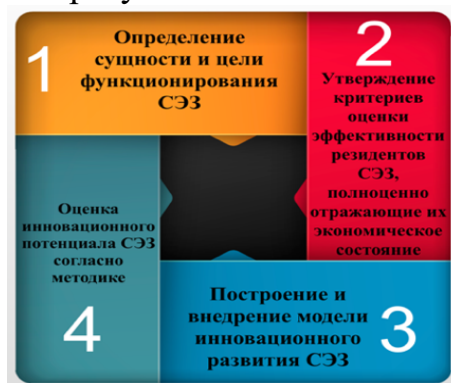 1
Определение
сущности и цели
функционирования
СЭЗ
2
Утверждение
критериев
оценки
эффективности
резидентов
СЭЗ,
полноценно
отражающие их
экономическое
состояние
3
Построение и
внедрение модели
инновационного
развития СЭЗ
4
Оценка
инновационного
потенциала СЭЗ
согласно
методике